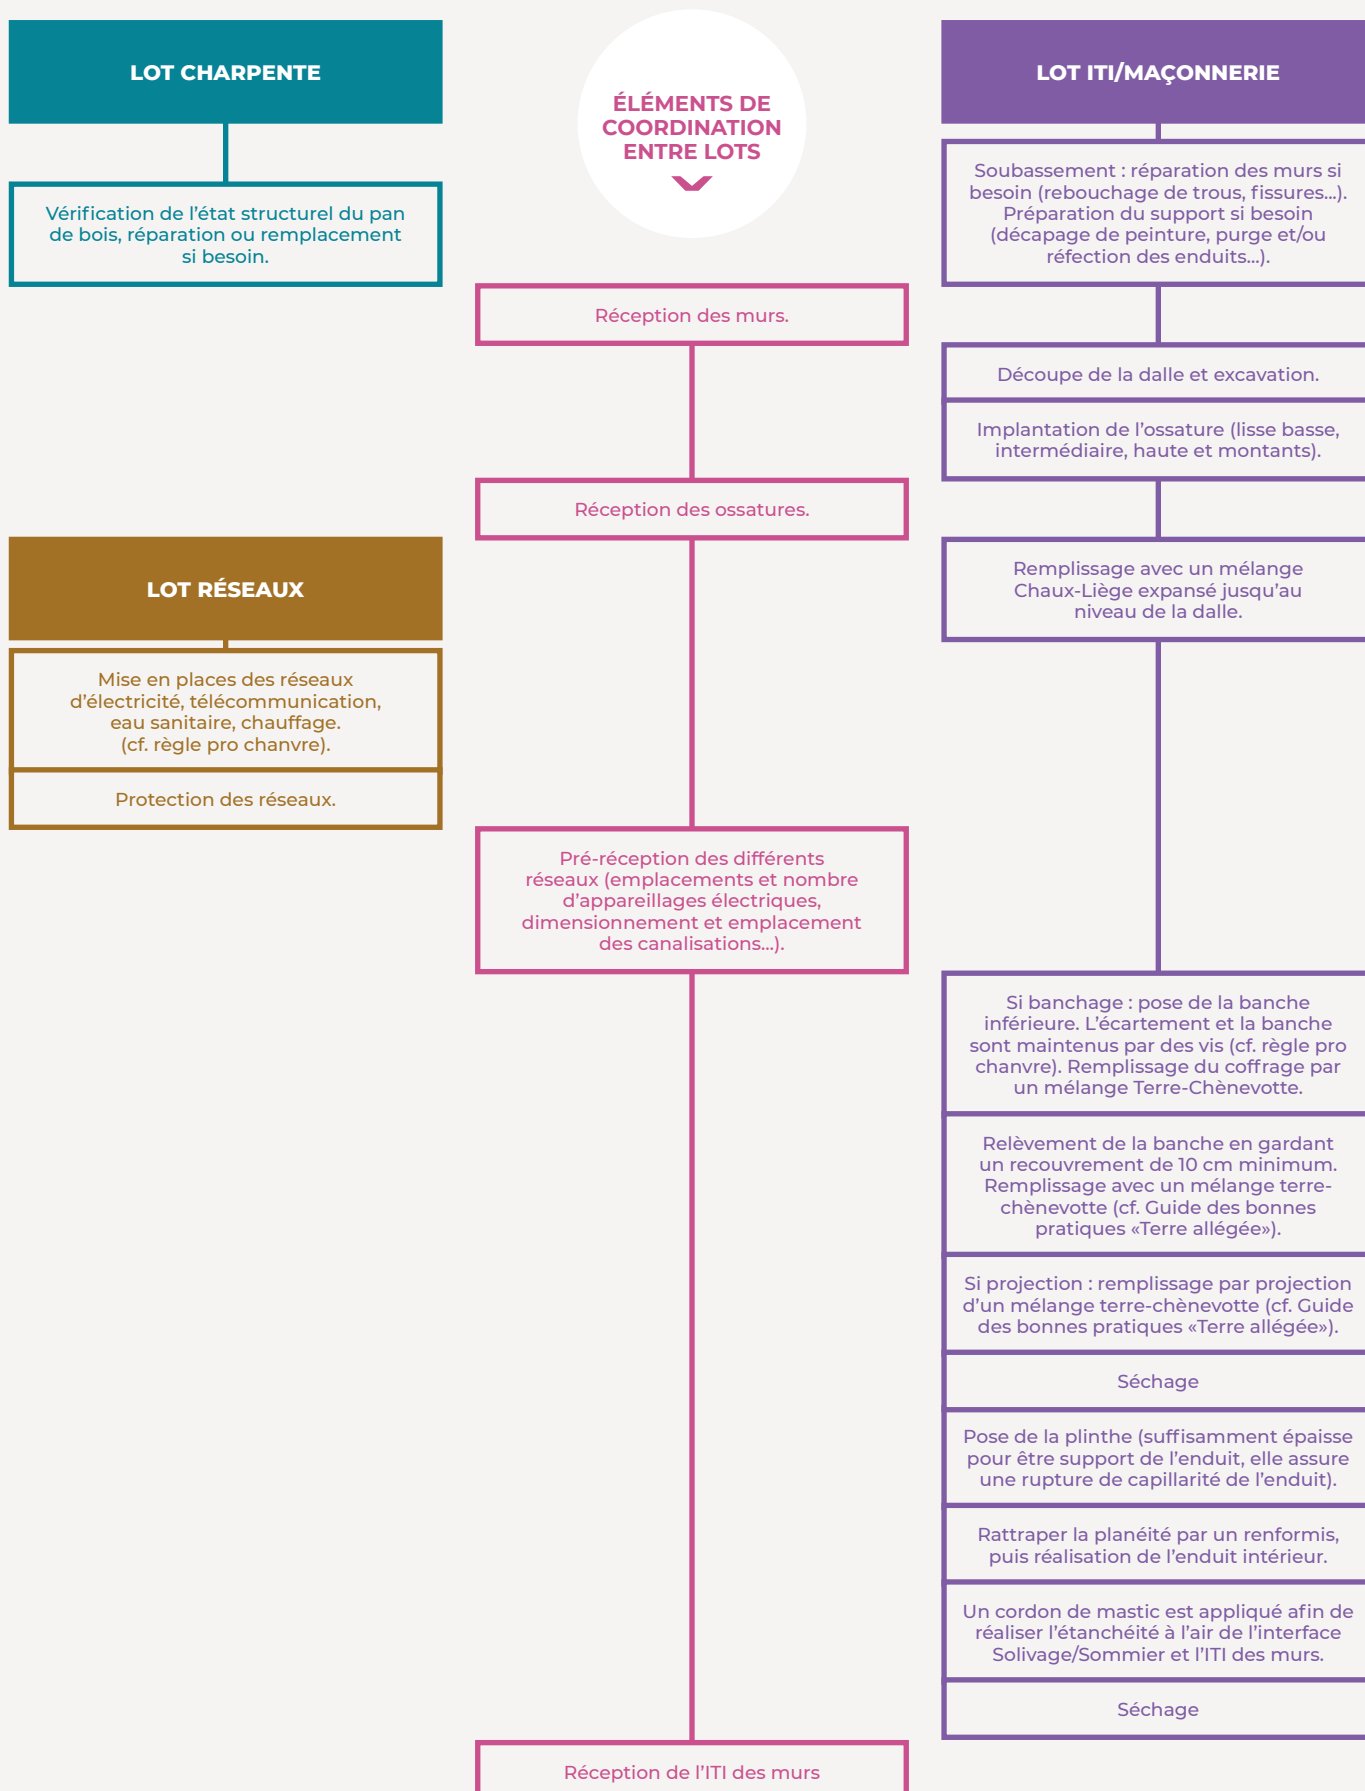 LOT CHARPENTE
Vérification de l’état structurel du pan
de bois, réparation ou remplacement
si besoin.
ÉLÉMENTS DE
COORDINATION
ENTRE LOTS
LOT ITI/MAÇONNERIE
Soubassement : réparation des murs si
besoin (rebouchage de trous, fissures...).
Préparation du support si besoin
(décapage de peinture, purge et/ou
réfection des enduits...).
Réception des murs.
Découpe de la dalle et excavation.
Implantation de l’ossature (lisse basse,
intermédiaire, haute et montants).
Réception des ossatures.
Remplissage avec un mélange
Chaux-Liège expansé jusqu’au
niveau de la dalle.
LOT RÉSEAUX
Mise en places des réseaux
d’électricité, télécommunication,
eau sanitaire, chauffage.
(cf. règle pro chanvre).
Protection des réseaux.
Pré-réception des différents
réseaux (emplacements et nombre
d’appareillages électriques,
dimensionnement et emplacement
des canalisations...).
Si banchage : pose de la banche
inférieure. L’écartement et la banche
sont maintenus par des vis (cf. règle pro
chanvre). Remplissage du coffrage par
un mélange Terre-Chènevotte.
Relèvement de la banche en gardant
un recouvrement de 10 cm minimum.
Remplissage avec un mélange terre-
chènevotte (cf. Guide des bonnes
pratiques «Terre allégée»).
Si projection : remplissage par projection
d’un mélange terre-chènevotte (cf. Guide
des bonnes pratiques «Terre allégée»).
Séchage
Pose de la plinthe (suffisamment épaisse
pour être support de l’enduit, elle assure
une rupture de capillarité de l’enduit).
Rattraper la planéité par un renformis,
puis réalisation de l’enduit intérieur.
Un cordon de mastic est appliqué afin de
réaliser l’étanchéité à l’air de l’interface
Solivage/Sommier et l’ITI des murs.
Séchage
Réception de l’ITI des murs